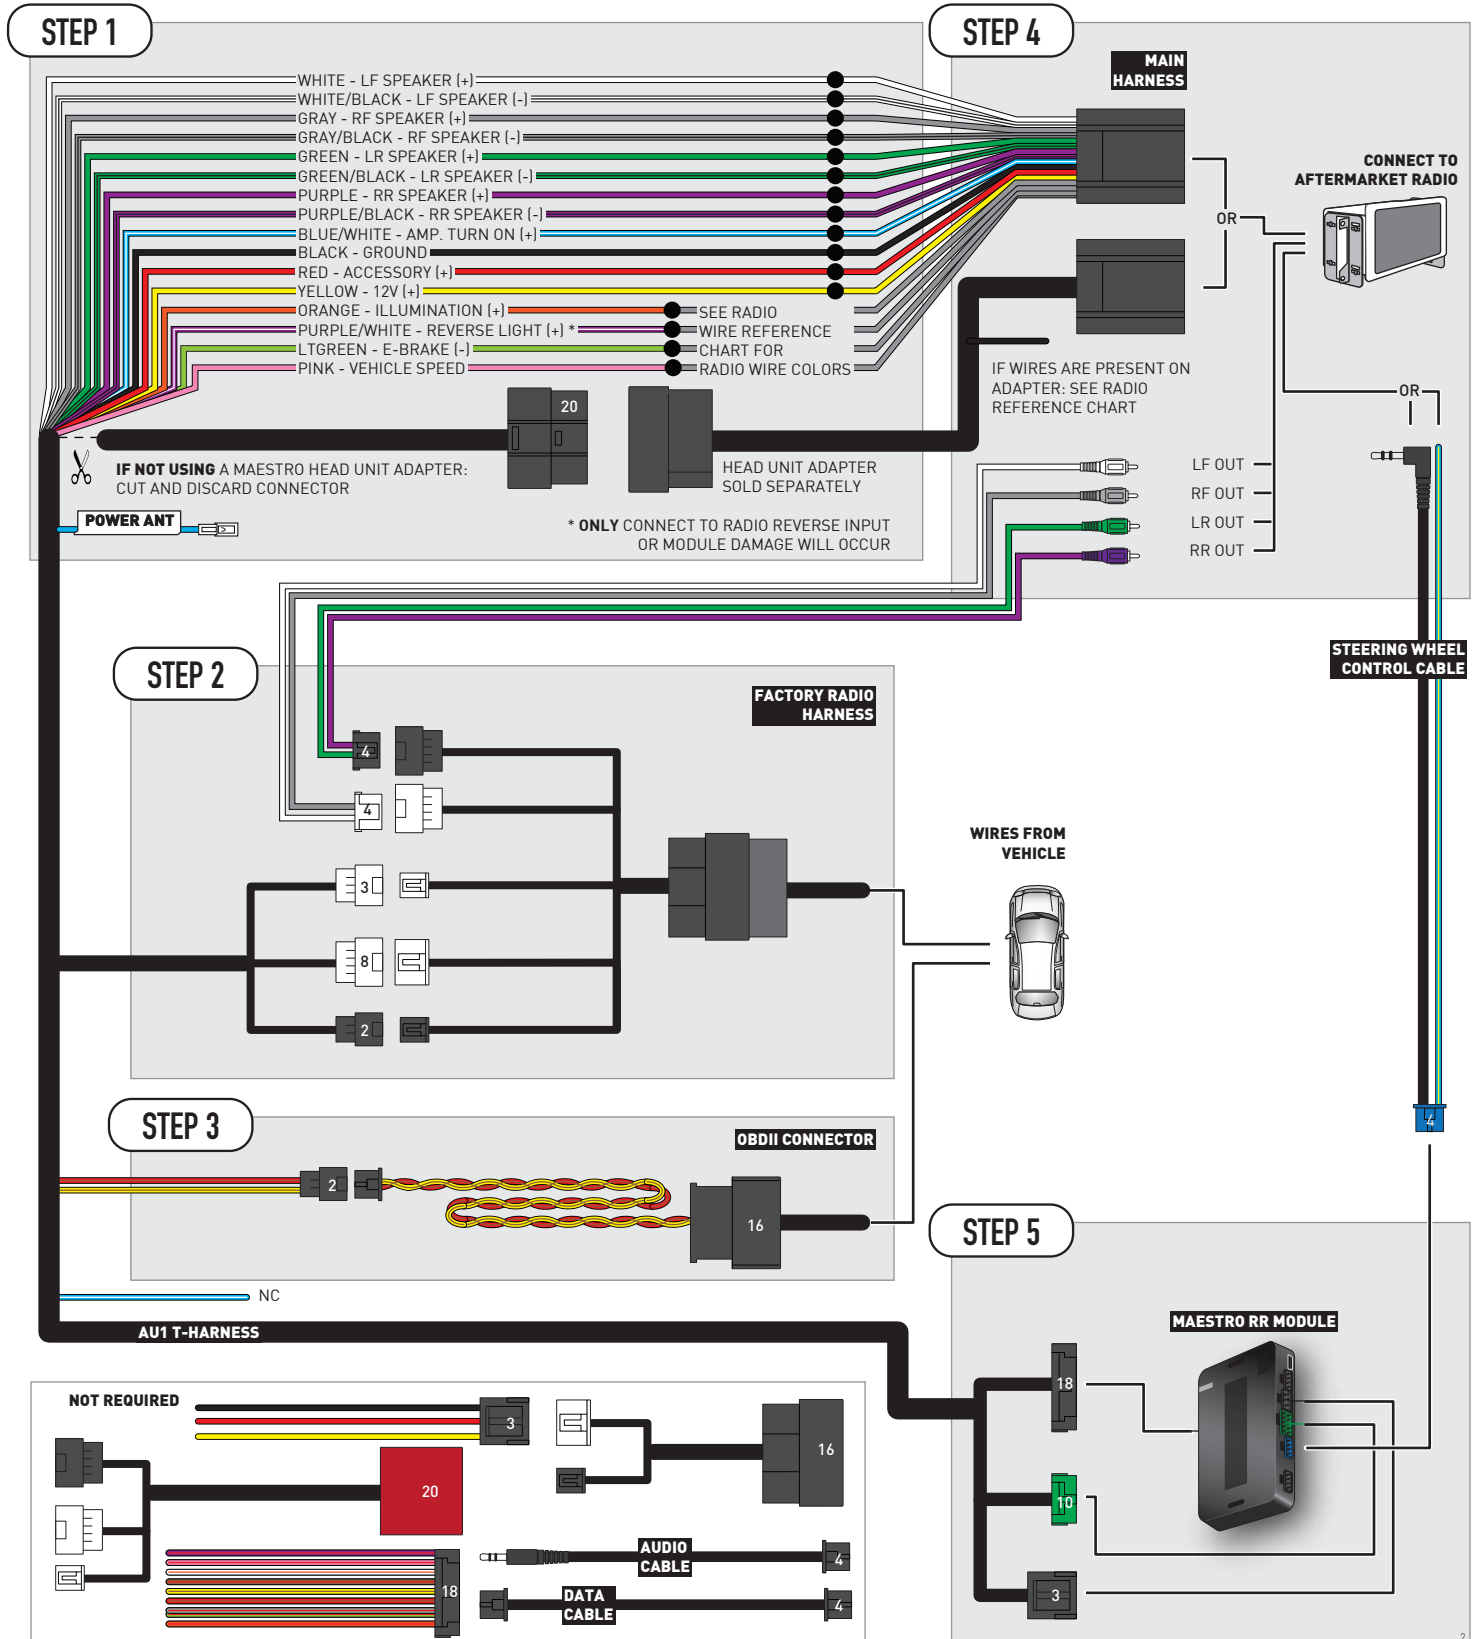 STEP 1
WHITE - LF SPEAKER (+)
WHITE/BLACK - LF SPEAKER (-)
GRAY - RF SPEAKER (+)
GRAY/BLACK - RF SPEAKER (-)
GREEN - LR SPEAKER (+)
GREEN/BLACK - LR SPEAKER (-)
PURPLE - RR SPEAKER (+)
PURPLE/BLACK - RR SPEAKER (-)
BLUE/WHITE - AMP. TURN ON (+)
BLACK - GROUND
RED - ACCESSORY (+)
YELLOW - 12V (+)
ORANGE - ILLUMINATION (+)
PURPLE/WHITE - REVERSE LIGHT (+) *
LTGREEN - E-BRAKE (-)
PINK - VEHICLE SPEED
SEE RADIO
WIRE REFERENCE
CHART FOR
RADIO WIRE COLORS
20
IF NOT USING A MAESTRO HEAD UNIT ADAPTER:
CUT AND DISCARD CONNECTOR
HEAD UNIT ADAPTER
SOLD SEPARATELY
POWER ANT
* ONLY CONNECT TO RADIO REVERSE INPUT
OR MODULE DAMAGE WILL OCCUR
STEP 4
MAIN
HARNESS
CONNECT TO
AFTERMARKET RADIO
OR
IF WIRES ARE PRESENT ON
ADAPTER: SEE RADIO
REFERENCE CHART
OR
LF OUT
RF OUT
LR OUT
RR OUT
STEERING WHEEL
CONTROL CABLE
4
STEP 2
FACTORY RADIO
HARNESS
4
4
3
8
2
WIRES FROM
VEHICLE
STEP 3
OBDII CONNECTOR
2
16
NC
AU1 T-HARNESS
STEP 5
MAESTRO RR MODULE
18
10
3
NOT REQUIRED
3
16
20
18
AUDIO
CABLE
4
DATA
CABLE
4
2